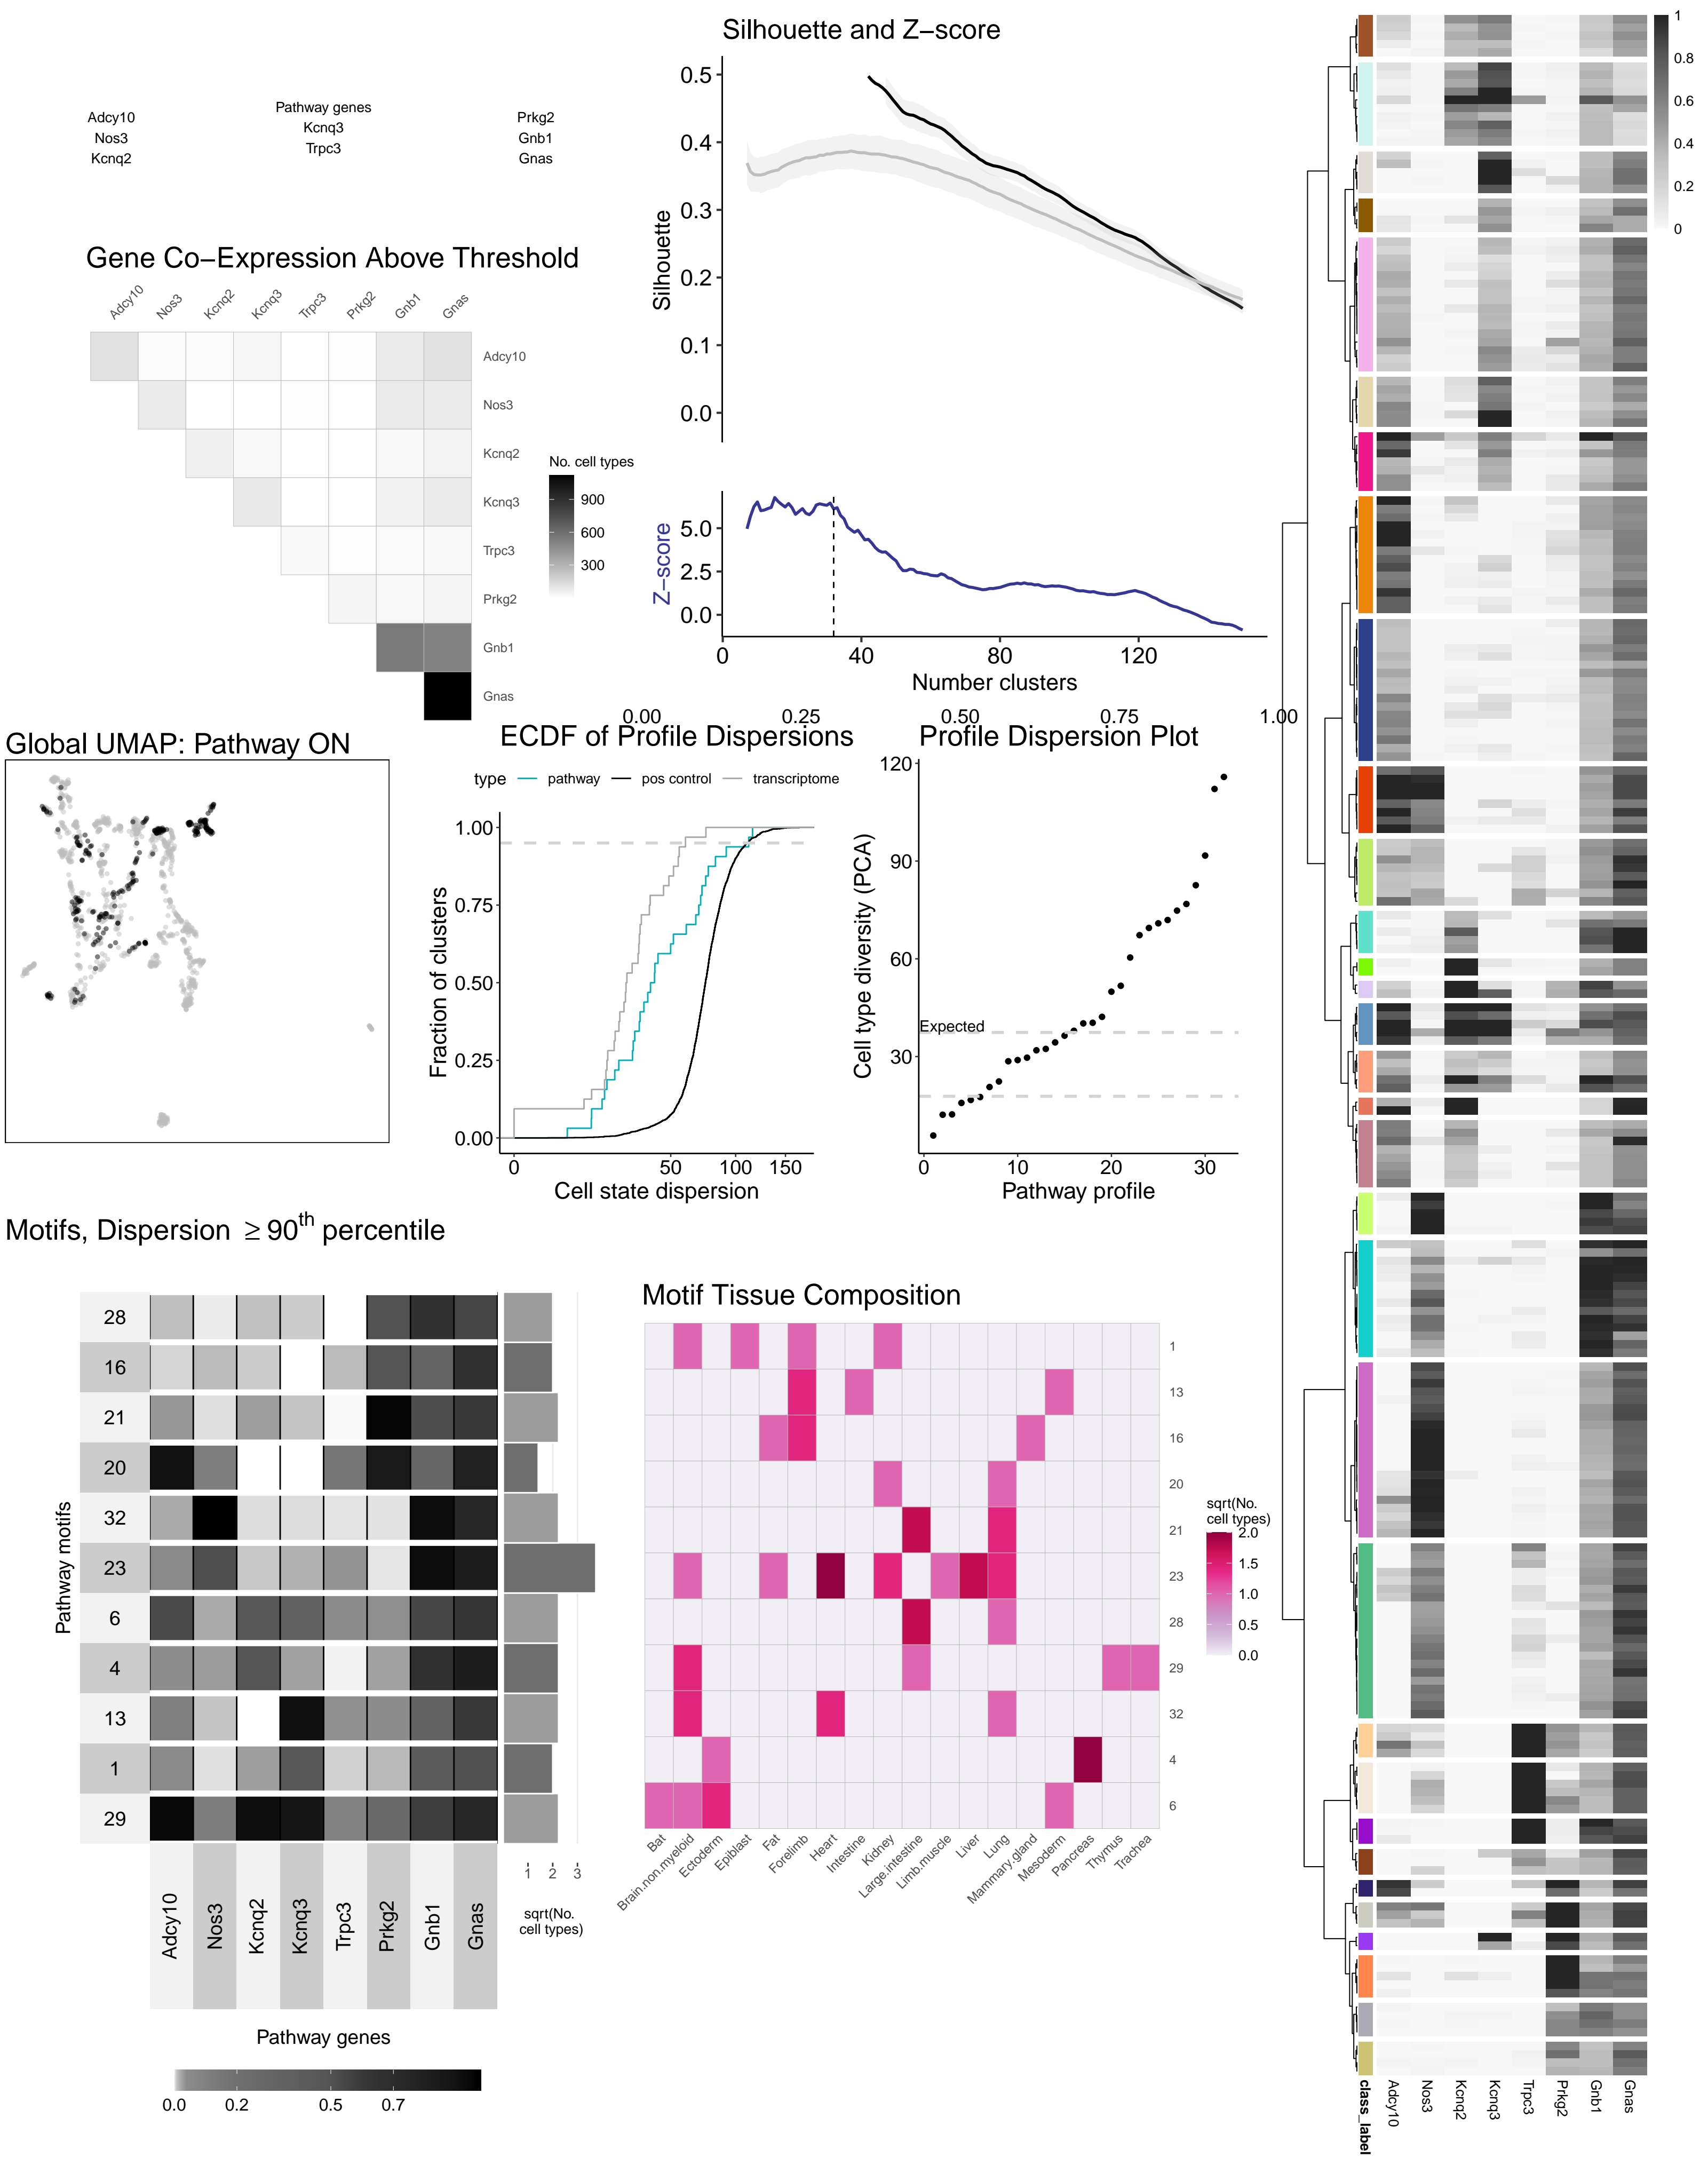 Pathway genes
Adcy10
Nos3
Kcnq2
Kcnq3
Trpc3
Prkg2
Gnb1
Gnas
Gene Co−Expression Above Threshold
Adcy10 Nos3 Kcnq2 Kcnq3 Trpc3 Prkg2 Gnb1 Gnas
Adcy10
Nos3
Kcnq2
Kcnq3
Trpc3
Prkg2
Gnb1
Gnas
No. cell types
900
600
300
Silhouette and Z−score
Silhouette
0.5
0.4
0.3
0.2
0.1
0.0
Z−score
5.0
2.5
0.0
0 40 80 120
Number clusters
0.00 0.25 0.50 0.75 1.00
Global UMAP: Pathway ON
ECDF of Profile Dispersions
type pathway pos control transcriptome
Fraction of clusters
1.00
0.75
0.50
0.25
0.00
0 50 100 150
Cell state dispersion
Profile Dispersion Plot
Cell type diversity (PCA)
120
90
60
30
Expected
0 10 20 30
Pathway profile
Motifs, Dispersion ≥ 90th percentile
Pathway motifs
28
16
21
20
32
23
6
4
13
1
29
Adcy10 Nos3 Kcnq2 Kcnq3 Trpc3 Prkg2 Gnb1 Gnas
1 2 3
sqrt(No.
cell types)
Pathway genes
0.0 0.2 0.5 0.7
Motif Tissue Composition
1
13
16
20
21
23
28
29
32
4
6
Bat Brain.non.myeloid Ectoderm Epiblast Fat Forelimb Heart Intestine Kidney Large.intestine Limb.muscle Liver Lung Mammary.gland Mesoderm Pancreas Thymus Trachea
sqrt(No.
cell types)
2.0
1.5
1.0
0.5
0.0
1
0.8
0.6
0.4
0.2
0
class_label Adcy10 Nos3 Kcnq2 Kcnq3 Trpc3 Prkg2 Gnb1 Gnas